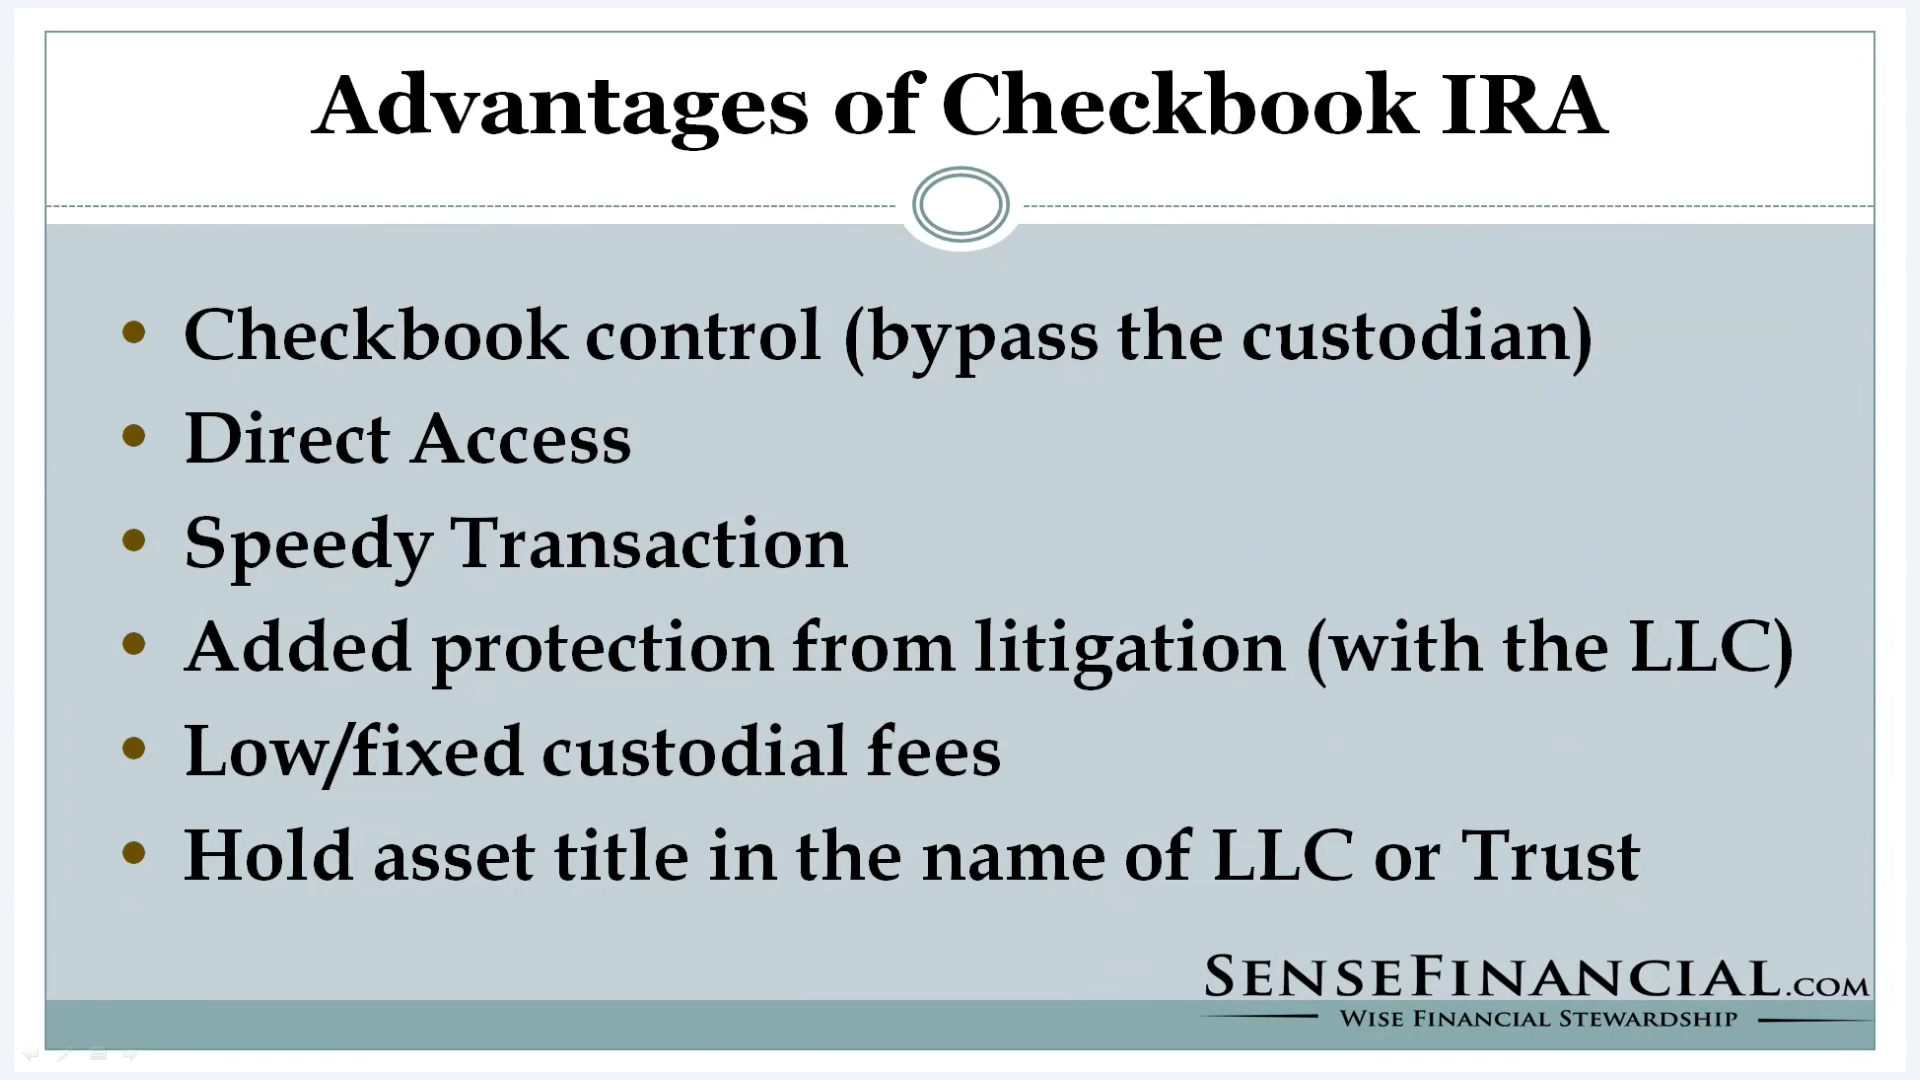 Advantages of Checkbook IRA
• Checkbook control (bypass the custodian)
• Direct Access
• Speedy Transaction
• Added protection from litigation (with the LLC)
• Low/fixed custodial fees
• Hold asset title in the name of LLC or Trust
SENSEFINANCIAL.COM
WISE FINANCIAL STEWARDSHIP